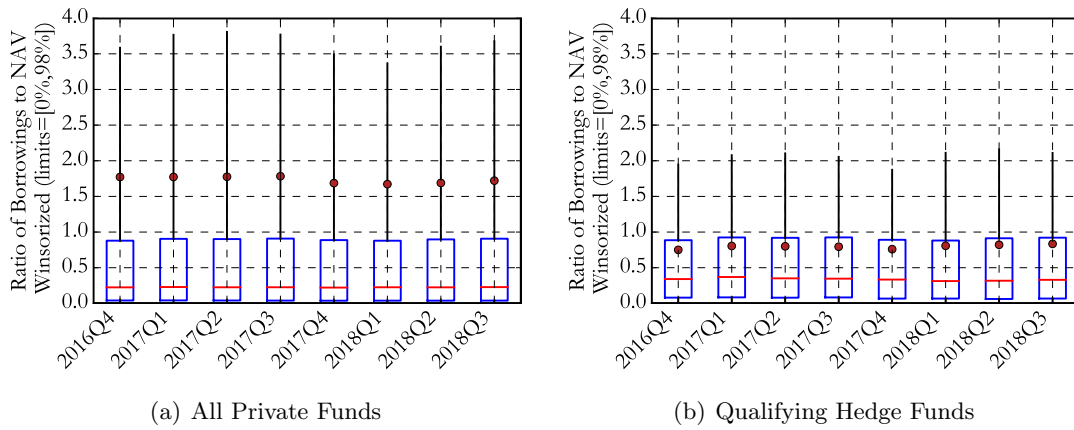 Ratio of Borrowings to NAV
Winsorized (limits=[0%,98%])
4.0
3.5
3.0
2.5
2.0
1.5
1.0
0.5
0.0
2016Q4
2017Q1
2017Q2
2017Q3
2017Q4
2018Q1
2018Q2
2018Q3
(a) All Private Funds
Ratio of Borrowings to NAV
Winsorized (limits=[0%,98%])
4.0
3.5
3.0
2.5
2.0
1.5
1.0
0.5
0.0
2016Q4
2017Q1
2017Q2
2017Q3
2017Q4
2018Q1
2018Q2
2018Q3
(b) Qualifying Hedge Funds